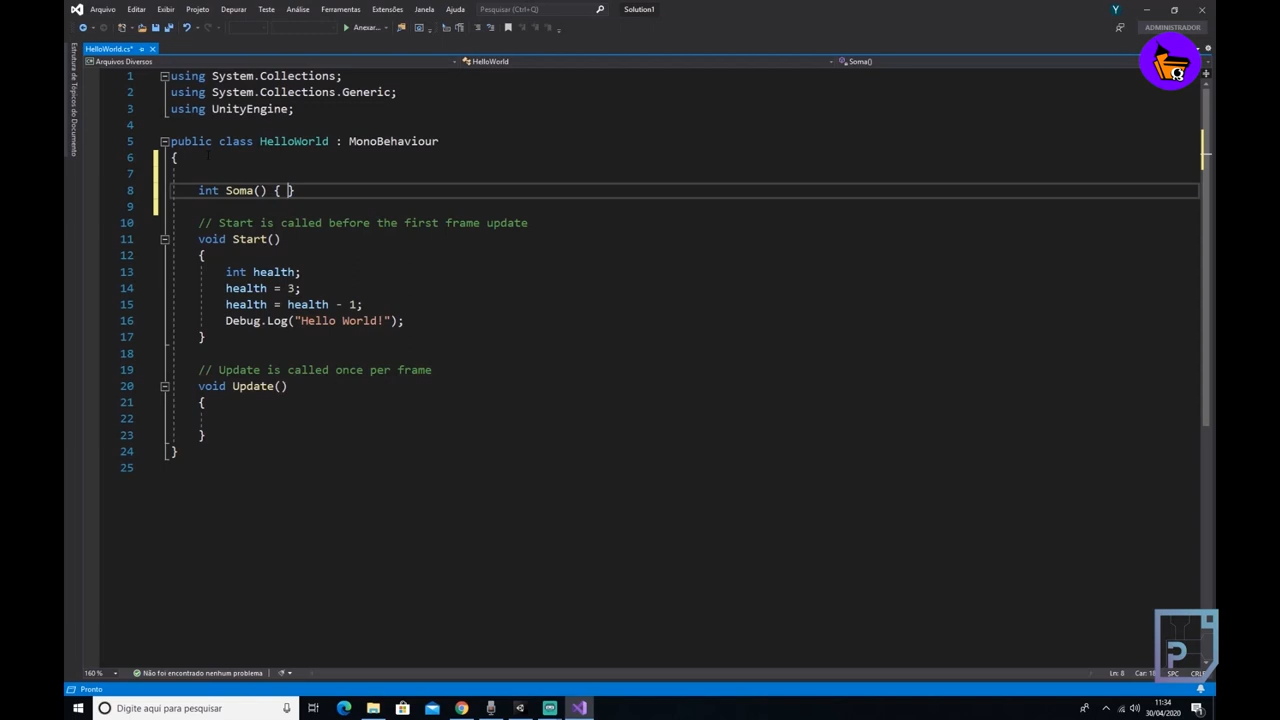 Arquivo Editar Exibir Projeto Depurar Teste Análise Ferramentas Extensões Janela Ajuda Pesquisar (Ctrl+Q) Solution1 Y
Anexar... ADMINISTRADOR
HelloWorld.cs*
Arquivos Diversos HelloWorld Soma()
Estrutura de Tópicos do Documento
1 using System.Collections;
2 using System.Collections.Generic;
3 using UnityEngine;
4
5 public class HelloWorld : MonoBehaviour
6 {
7
8 int Soma() { }
9
10 // Start is called before the first frame update
11 void Start()
12 {
13 int health;
14 health = 3;
15 health = health - 1;
16 Debug.Log("Hello World!");
17 }
18
19 // Update is called once per frame
20 void Update()
21 {
22
23 }
24 }
25
P
160 % Não foi encontrado nenhum problema Ln: 8 Car: 18 SPC CRLF
Pronto
Digite aqui para pesquisar 11:34
30/04/2020